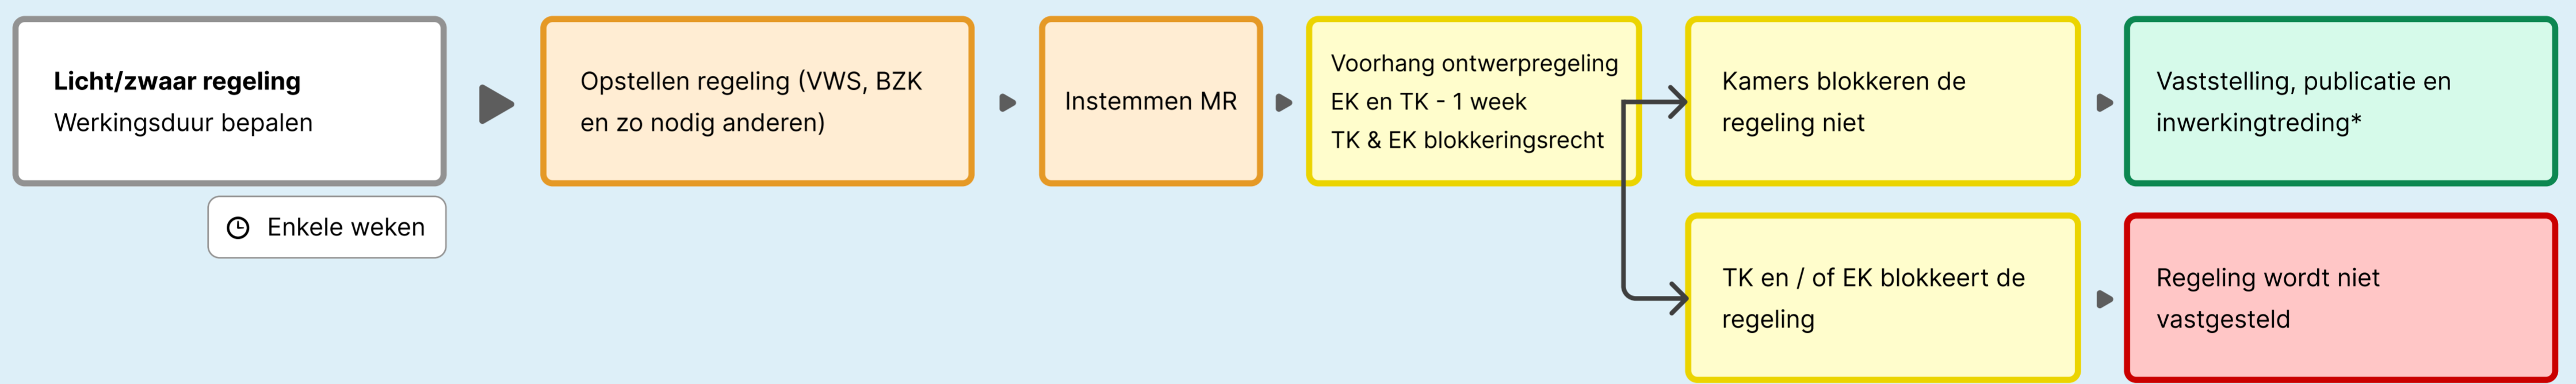 Licht/zwaar regeling
Werkingsduur bepalen
Enkele weken
Opstellen regeling (VWS, BZK
en zo nodig anderen)
Instemmen MR
Voorhang ontwerpregeling
EK en TK - 1 week
TK & EK blokkeringsrecht
Kamers blokkeren de
regeling niet
Vaststelling, publicatie en
inwerkingtreding*
TK en / of EK blokkeert de
regeling
Regeling wordt niet
vastgesteld